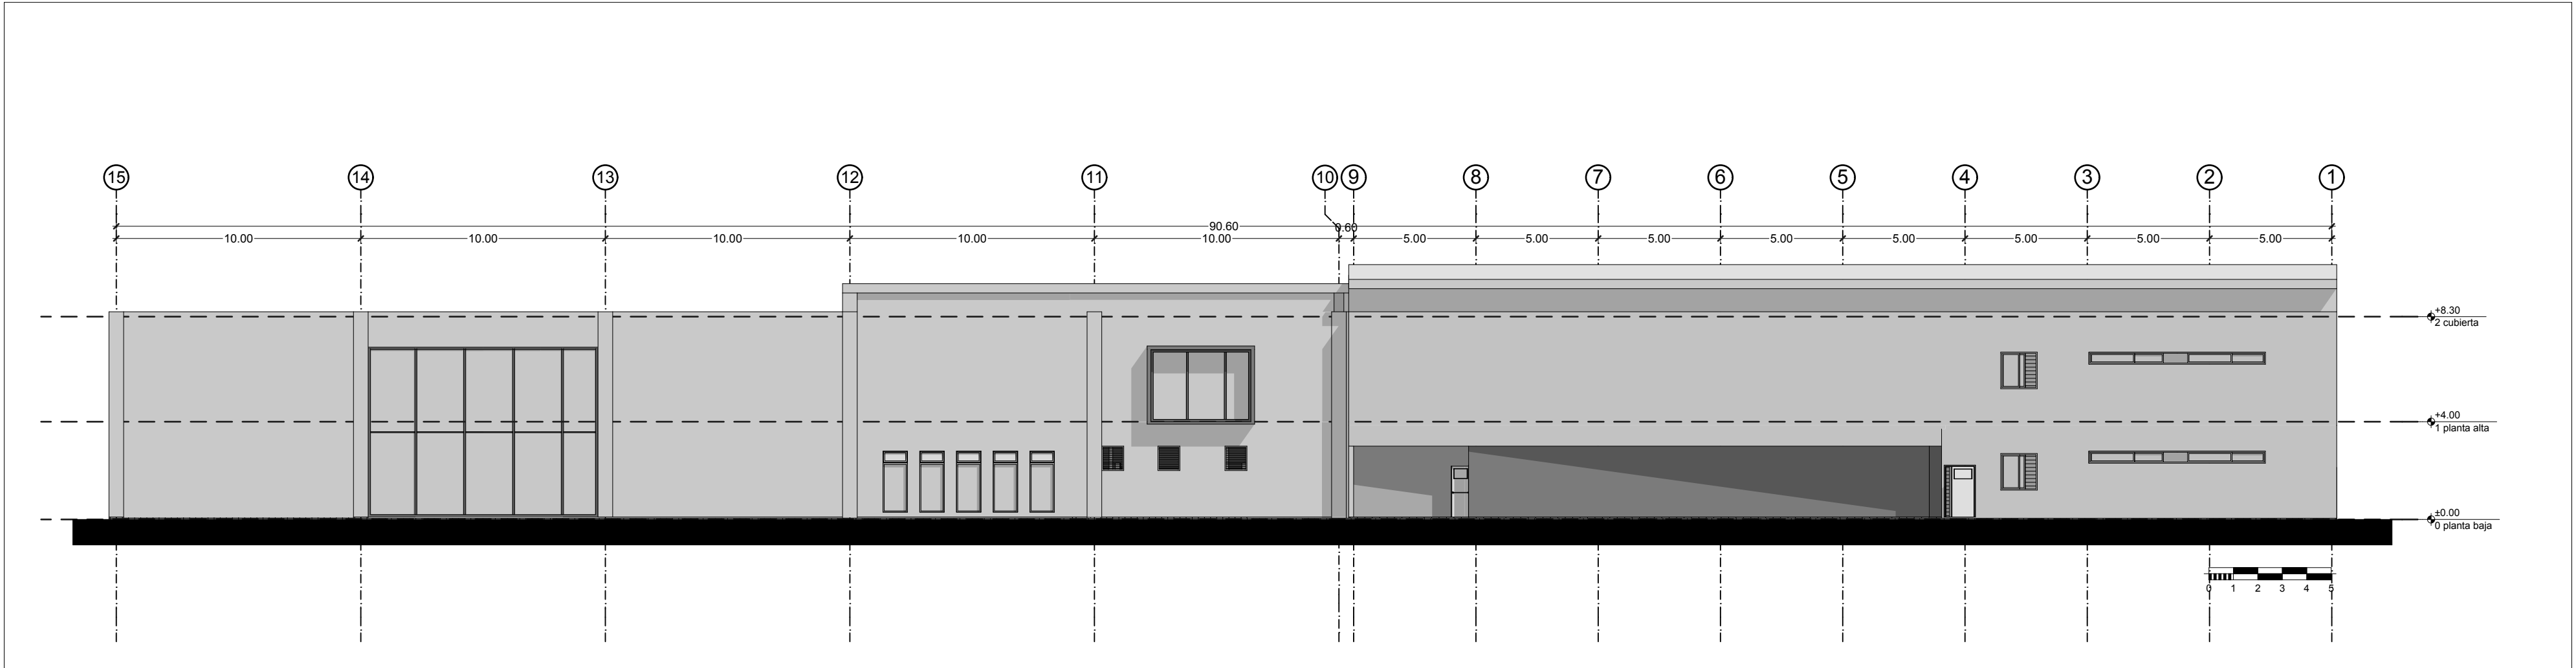 15 14 13 12 11 10 9 8 7 6 5 4 3 2 1
90.60
0.60
10.00 10.00 10.00 10.00 10.00 5.00 5.00 5.00 5.00 5.00 5.00 5.00 5.00
+8.30
2 cubierta
+4.00
1 planta alta
±0.00
0 planta baja
0 1 2 3 4 5